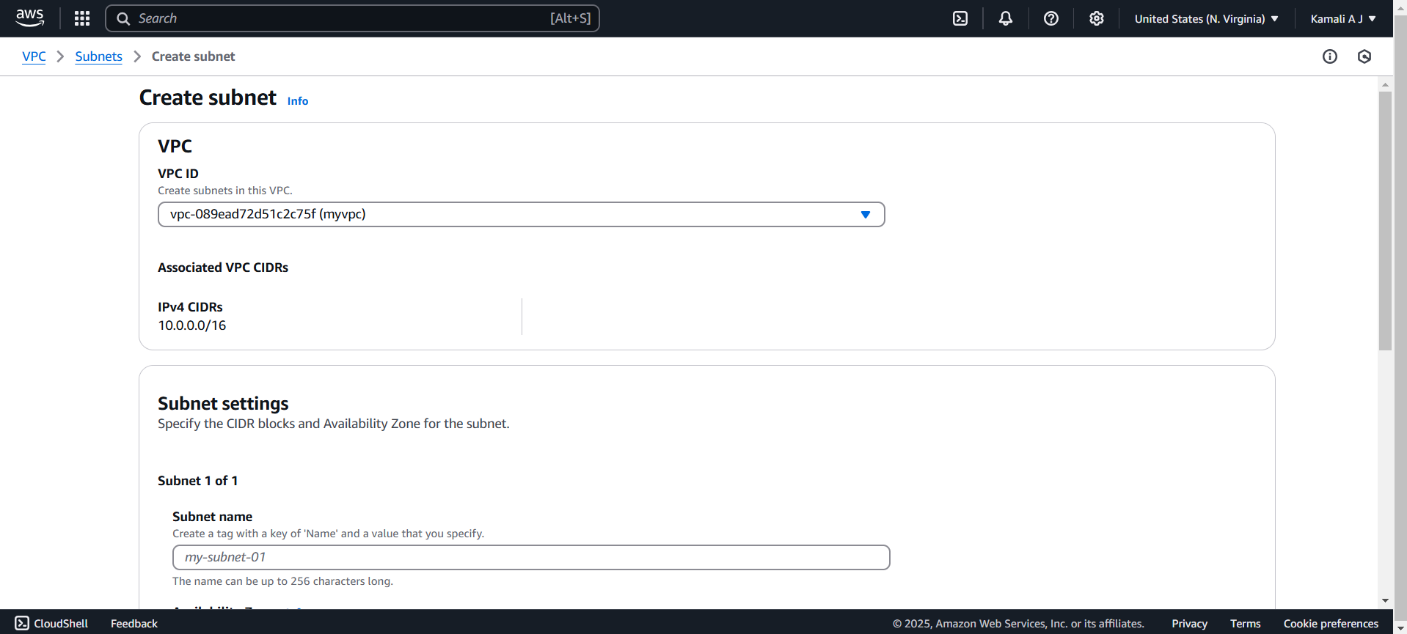 aws
Search [Alt+S]
United States (N. Virginia)
Kamali A J
VPC
Subnets
Create subnet
Create subnet Info
VPC
VPC ID
Create subnets in this VPC.
vpc-089ead72d51c2c75f (myvpc)
Associated VPC CIDRs
IPv4 CIDRs
10.0.0.0/16
Subnet settings
Specify the CIDR blocks and Availability Zone for the subnet.
Subnet 1 of 1
Subnet name
Create a tag with a key of 'Name' and a value that you specify.
my-subnet-01
The name can be up to 256 characters long.
CloudShell
Feedback
© 2025, Amazon Web Services, Inc. or its affiliates.
Privacy
Terms
Cookie preferences